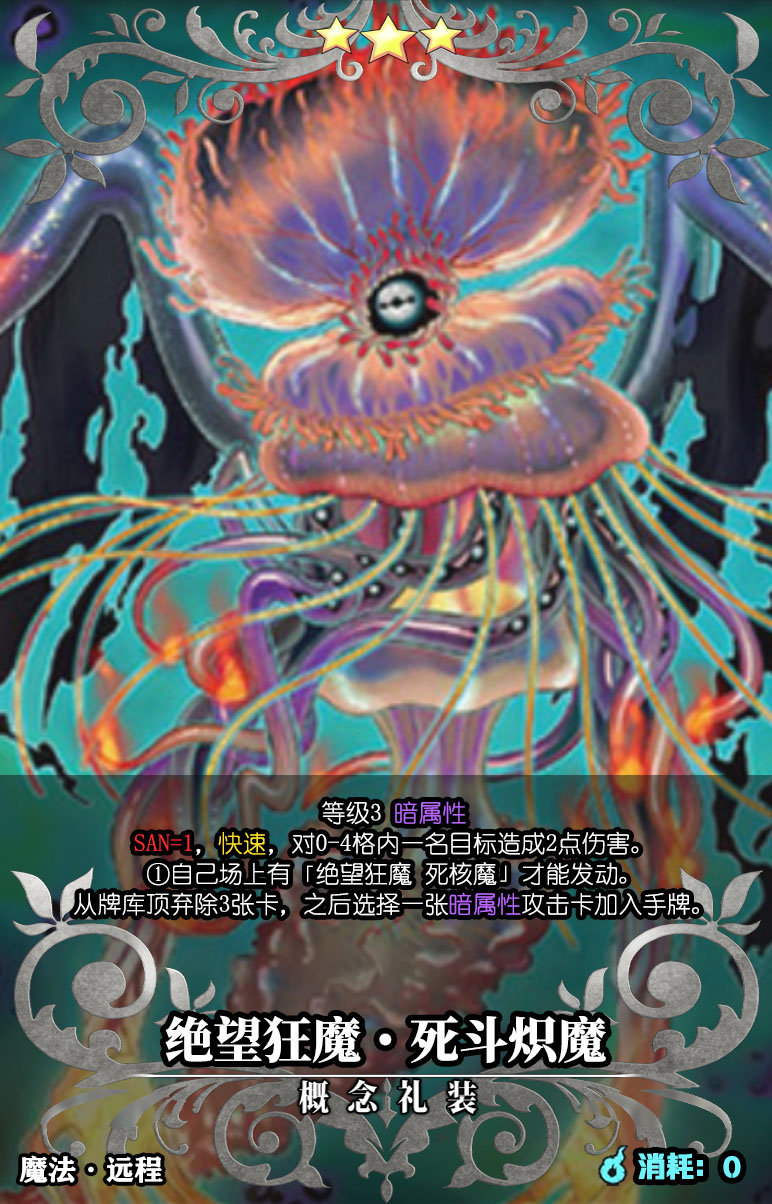 等级3 暗属性
SAN=1，快速，对0-4格内一名目标造成2点伤害。
①自己场上有「绝望狂魔 死核魔」才能发动。
从牌库顶弃除3张卡，之后选择一张暗属性攻击卡加入手牌。
绝望狂魔·死斗炽魔
概念礼装
魔法·远程
消耗：0